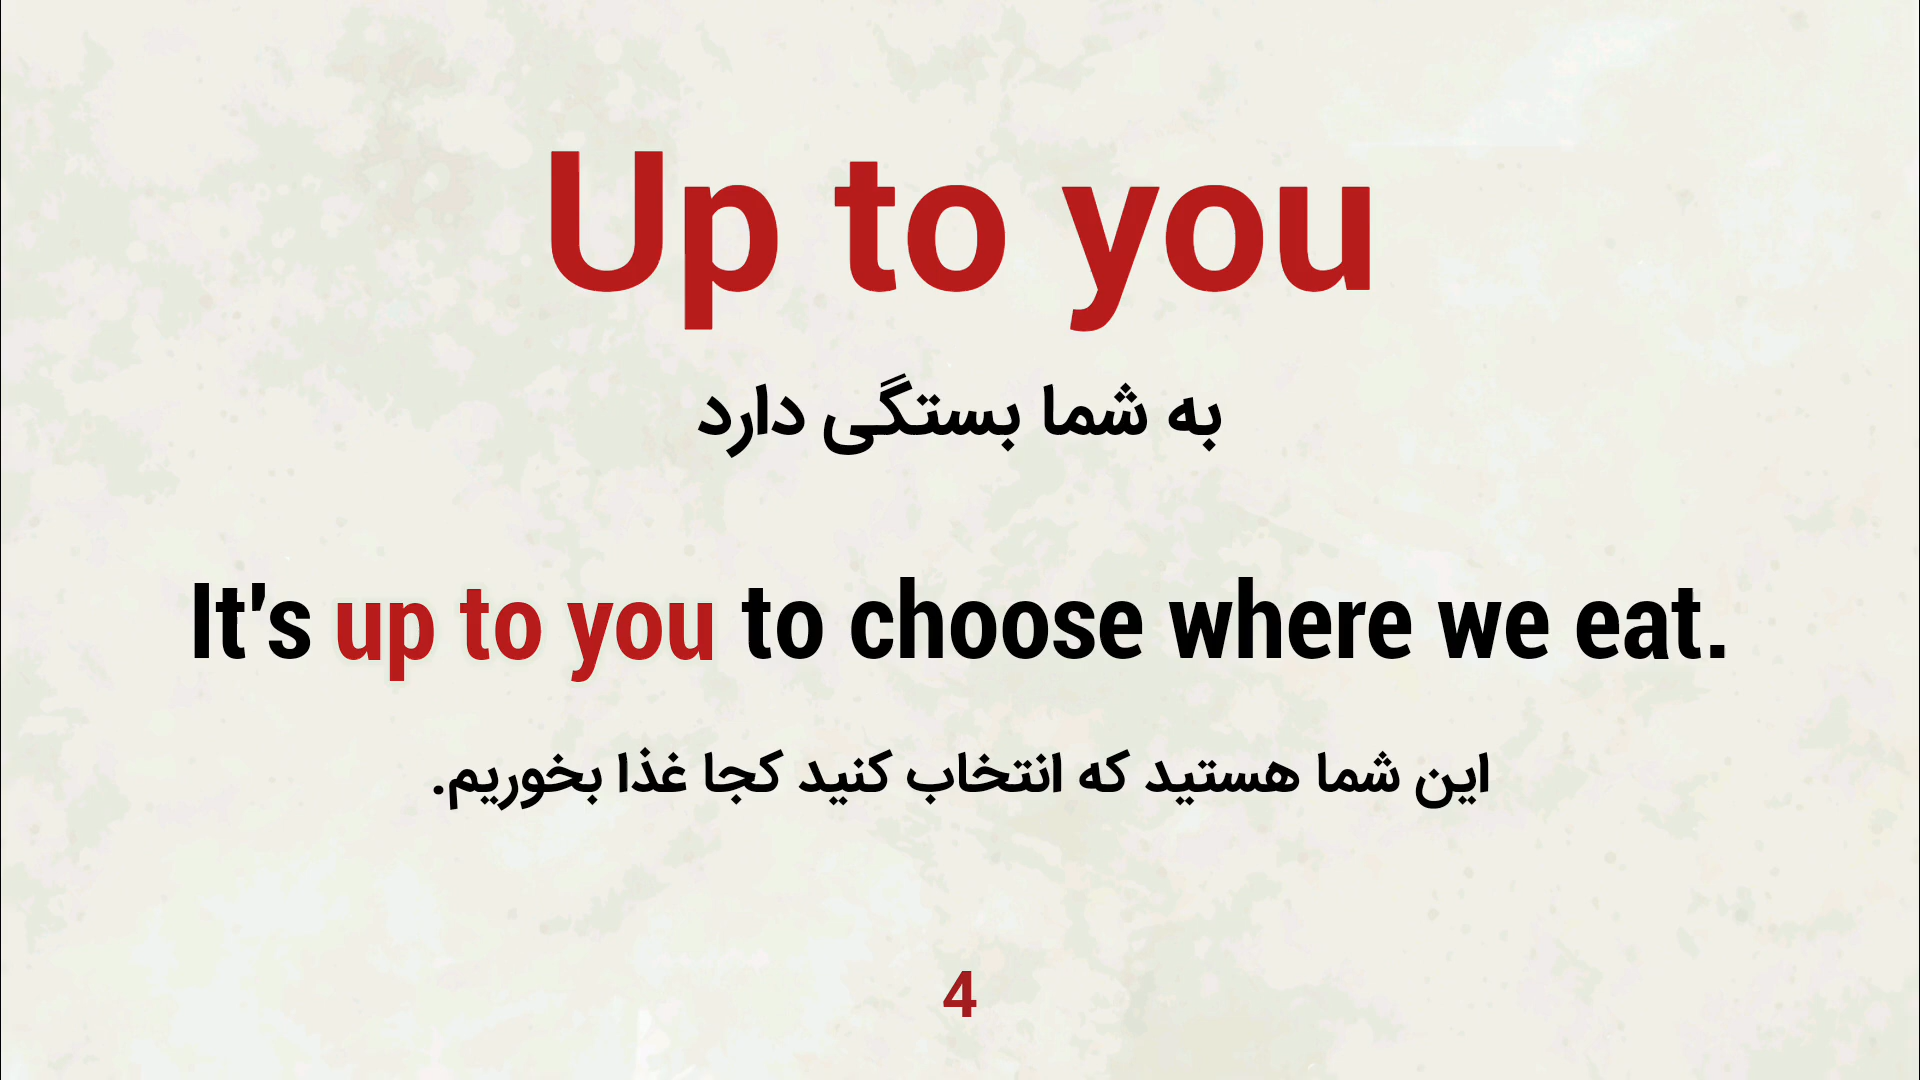 Up to you
به شما بستگی دارد
It's up to you to choose where we eat.
این شما هستید که انتخاب کنید کجا غذا بخوریم.
4